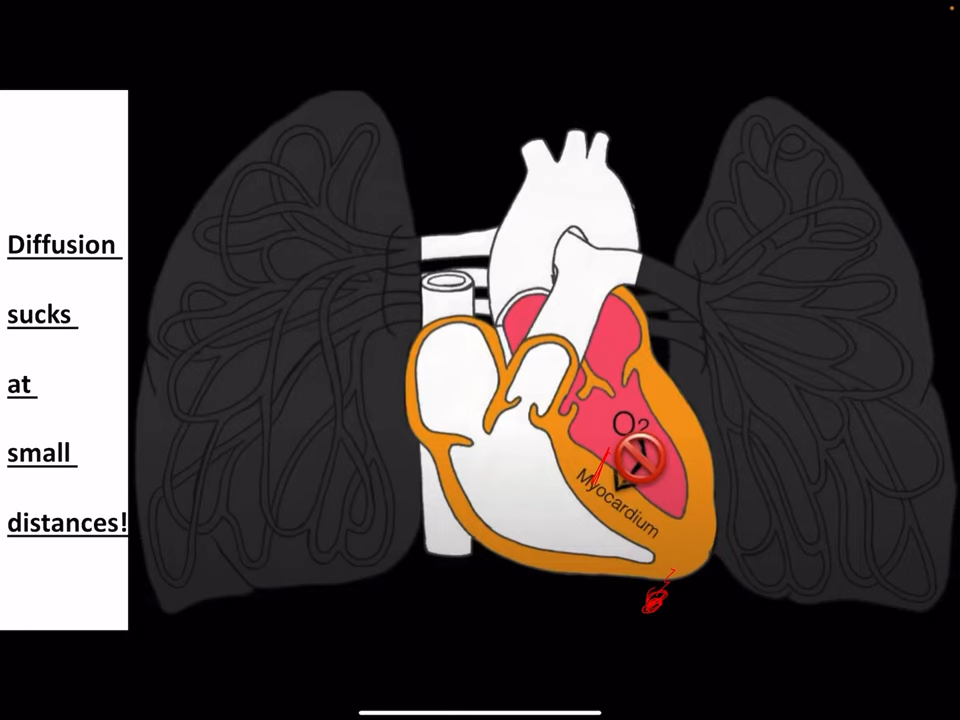 Diffusion
sucks
at
small
distances!
O₂
Myocardium